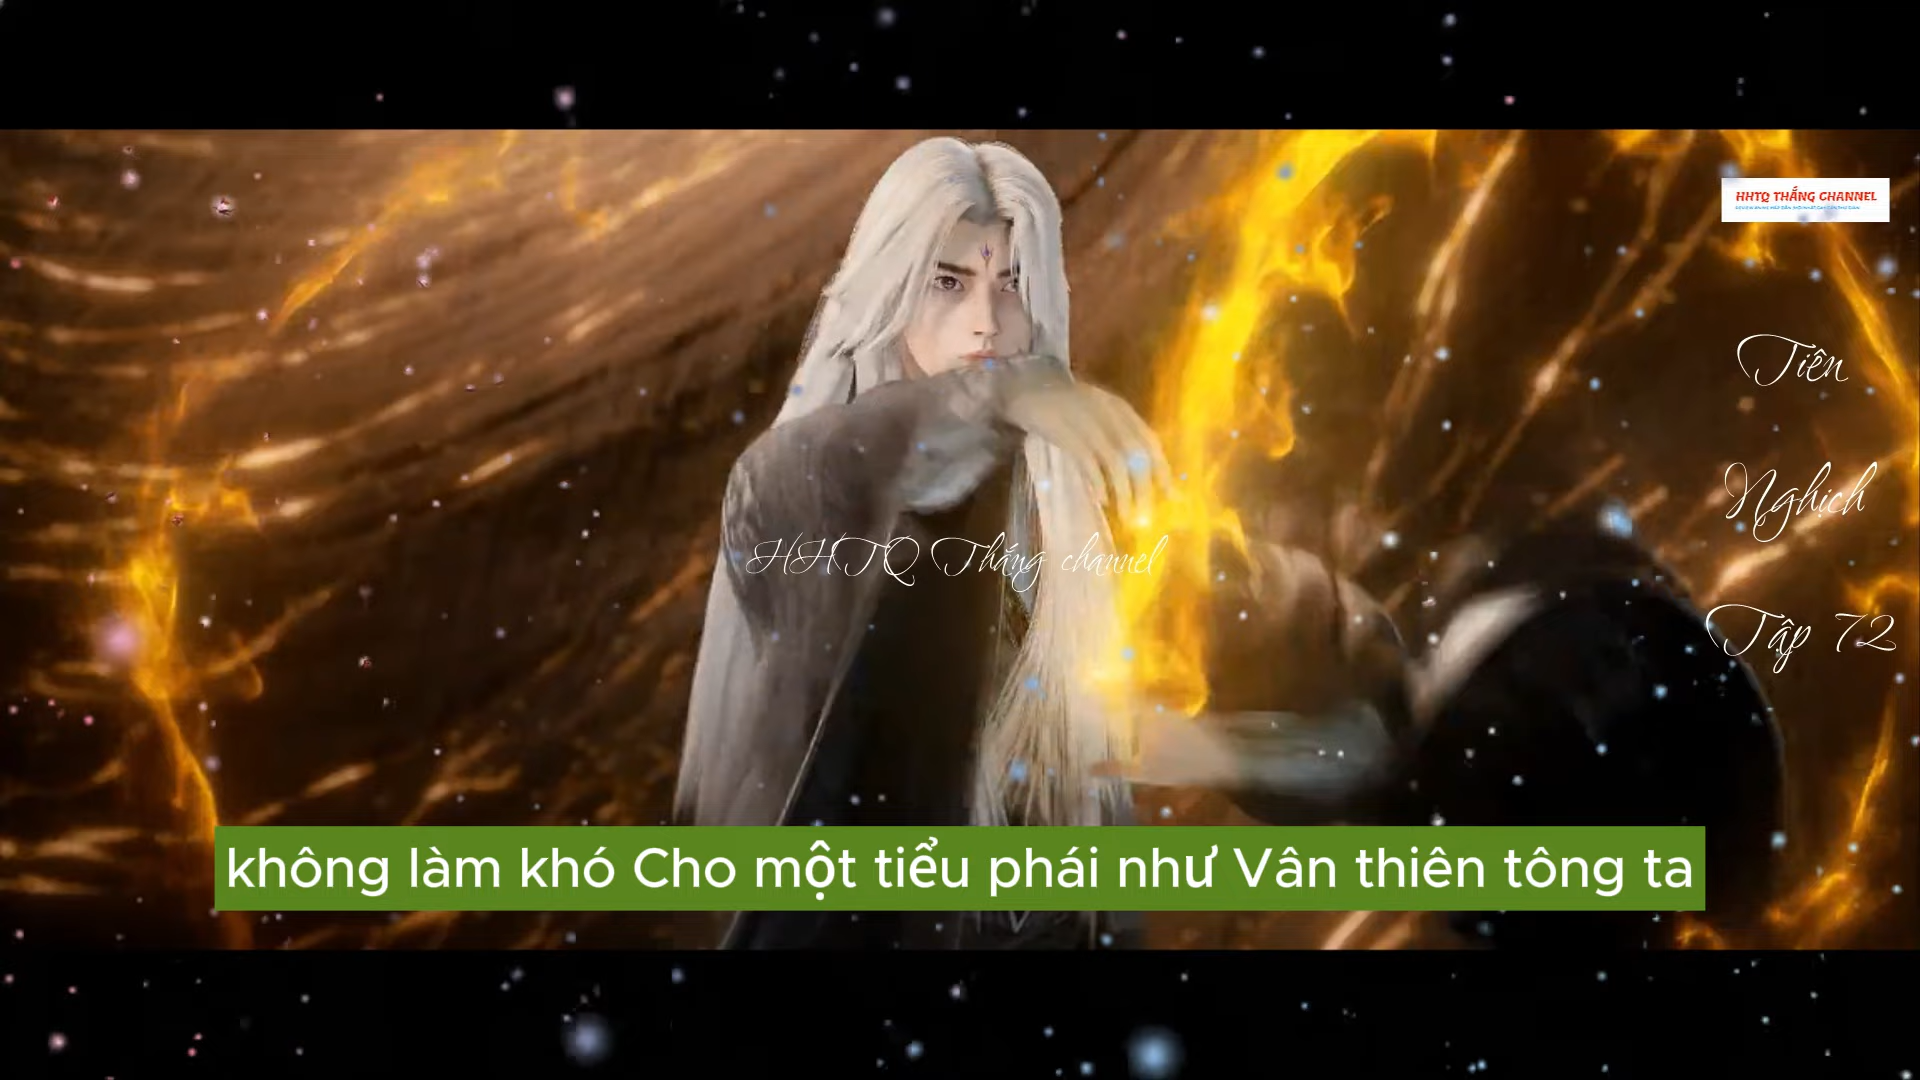 HHTQ THẮNG CHANNEL
Tiên
Nghịch
HHTQ Thắng channel
Tập 72
không làm khó Cho một tiểu phái như Vân thiên tông ta